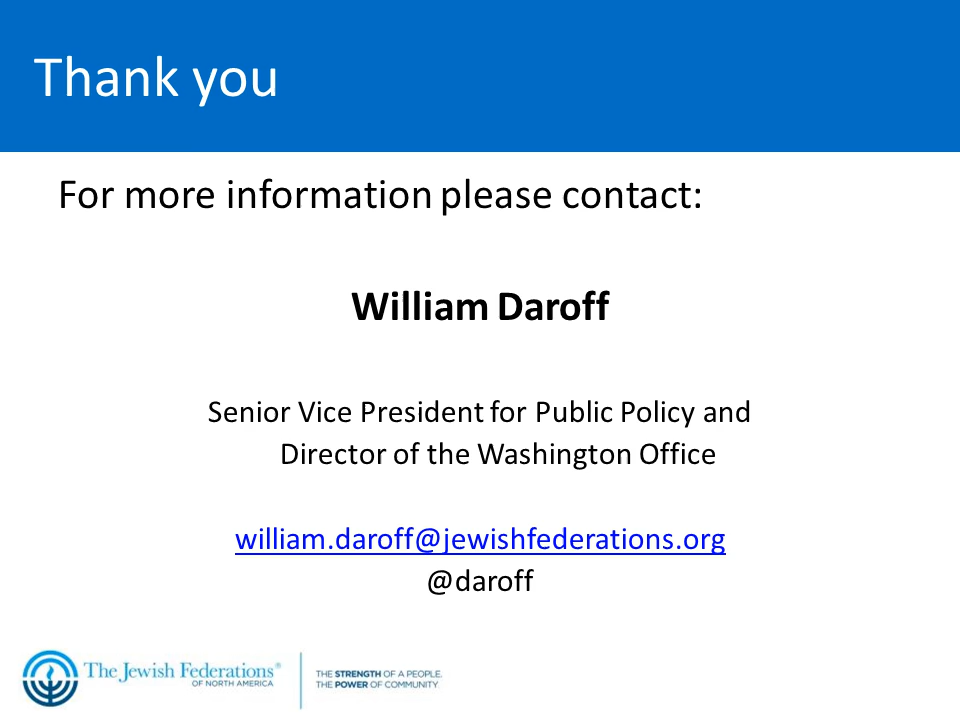 Thank you
For more information please contact:
William Daroff
Senior Vice President for Public Policy and
Director of the Washington Office
william.daroff@jewishfederations.org
@daroff
The Jewish Federations®
OF NORTH AMERICA
THE STRENGTH OF A PEOPLE.
THE POWER OF COMMUNITY.